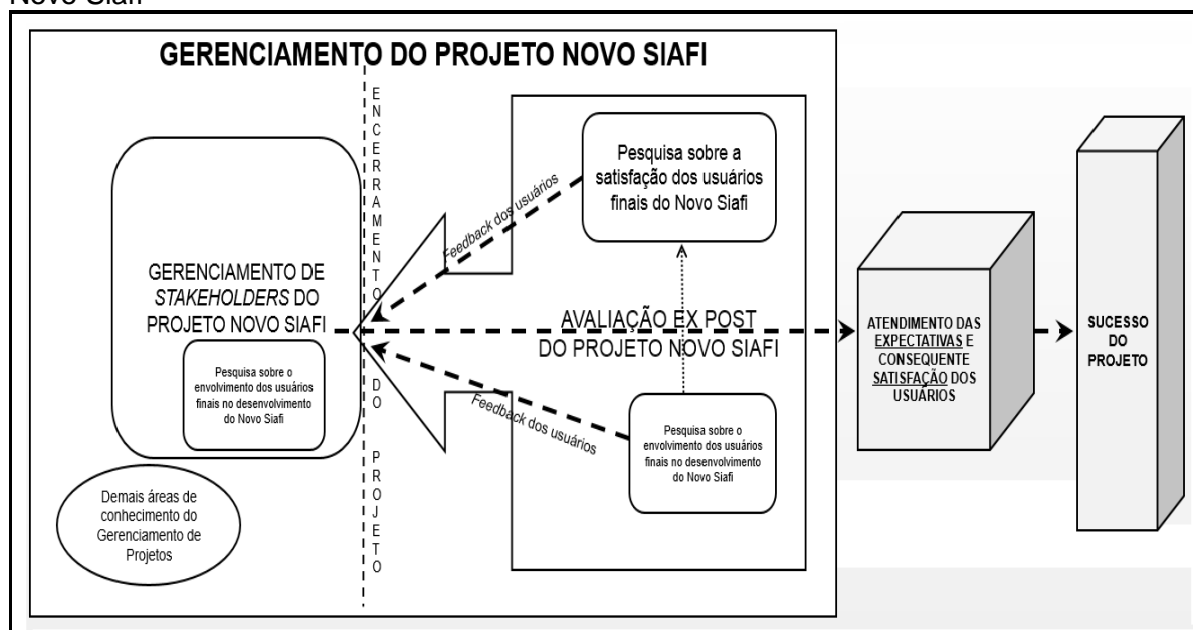 Novo Siafi
GERENCIAMENTO DO PROJETO NOVO SIAFI
ENCERRAMENTO DO PROJETO
GERENCIAMENTO DE
STAKEHOLDERS DO
PROJETO NOVO SIAFI
Pesquisa sobre o
envolvimento dos usuários
finais no desenvolvimento
do Novo Siafi
Demais áreas de
conhecimento do
Gerenciamento de
Projetos
Pesquisa sobre a
satisfação dos usuários
finais do Novo Siafi
Feedback dos usuários
AVALIAÇÃO EX POST
DO PROJETO NOVO SIAFI
Feedback dos usuários
Pesquisa sobre o
envolvimento dos usuários
finais no desenvolvimento
do Novo Siafi
ATENDIMENTO DAS
EXPECTATIVAS E
CONSEQUENTE
SATISFAÇÃO DOS
USUÁRIOS
SUCESSO
DO
PROJETO